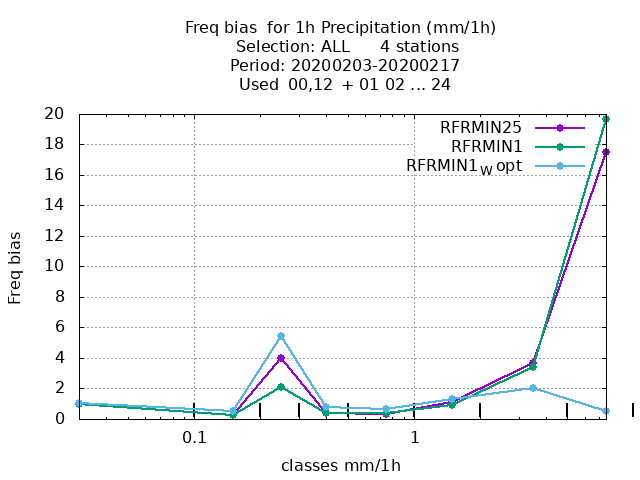 Freq bias  for 1h Precipitation (mm/1h)
Selection: ALL      4 stations
Period: 20200203-20200217
Used  00,12  + 01 02 ... 24
RFRMIN25
RFRMIN1
RFRMIN1W opt
20
18
16
14
12
10
8
6
4
2
0
Freq bias
0.1 1
classes mm/1h